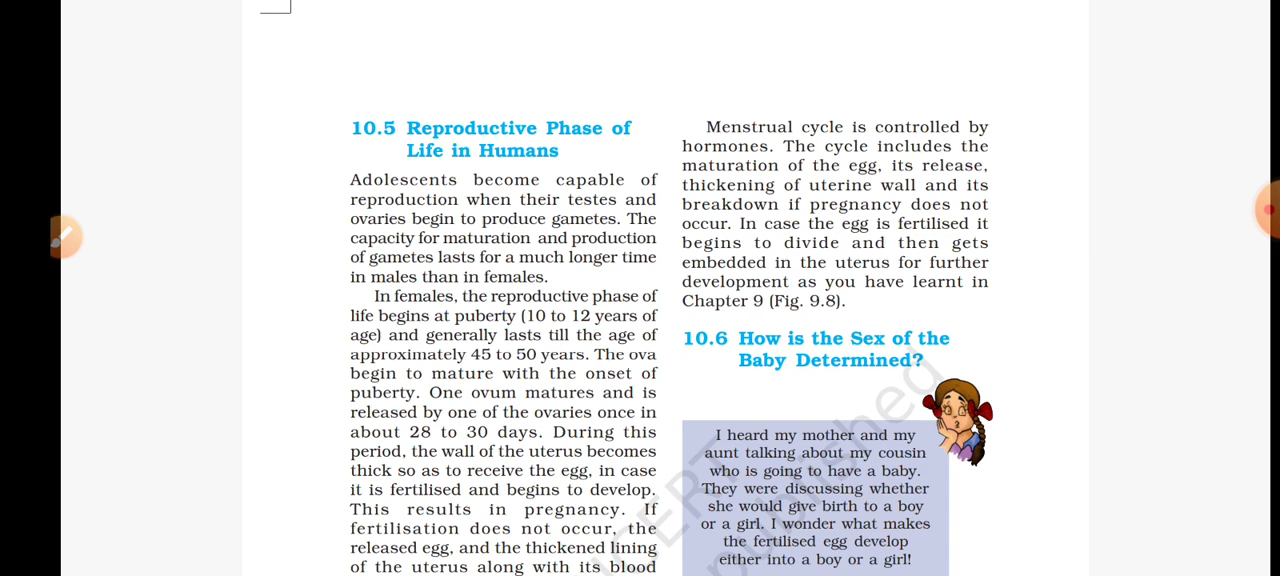 10.5 Reproductive Phase of
Life in Humans
Adolescents become capable of
reproduction when their testes and
ovaries begin to produce gametes. The
capacity for maturation and production
of gametes lasts for a much longer time
in males than in females.
In females, the reproductive phase of
life begins at puberty (10 to 12 years of
age) and generally lasts till the age of
approximately 45 to 50 years. The ova
begin to mature with the onset of
puberty. One ovum matures and is
released by one of the ovaries once in
about 28 to 30 days. During this
period, the wall of the uterus becomes
thick so as to receive the egg, in case
it is fertilised and begins to develop.
This results in pregnancy. If
fertilisation does not occur, the
released egg, and the thickened lining
of the uterus along with its blood
Menstrual cycle is controlled by
hormones. The cycle includes the
maturation of the egg, its release,
thickening of uterine wall and its
breakdown if pregnancy does not
occur. In case the egg is fertilised it
begins to divide and then gets
embedded in the uterus for further
development as you have learnt in
Chapter 9 (Fig. 9.8).
10.6 How is the Sex of the
Baby Determined?
I heard my mother and my
aunt talking about my cousin
who is going to have a baby.
They were discussing whether
she would give birth to a boy
or a girl. I wonder what makes
the fertilised egg develop
either into a boy or a girl!
NCERT
published